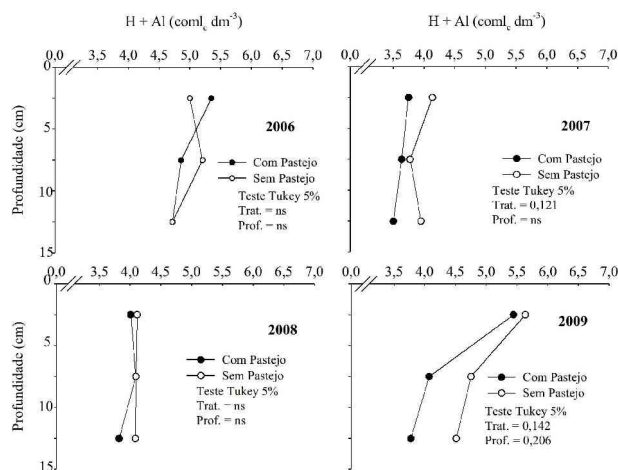 H + Al (comlc dm-3)
H + Al (comlc dm-3)
0,0 3,5 4,0 4,5 5,0 5,5 6,0 6,5 7,0
0,0 3,5 4,0 4,5 5,0 5,5 6,0 6,5 7,0
0
5
10
15
Profundidade (cm)
2006
Com Pastejo
Sem Pastejo
Teste Tukey 5%
Trat. = ns
Prof. = ns
2007
Com Pastejo
Sem Pastejo
Teste Tukey 5%
Trat. = 0,121
Prof. = ns
0,0 3,5 4,0 4,5 5,0 5,5 6,0 6,5 7,0
0,0 3,5 4,0 4,5 5,0 5,5 6,0 6,5 7,0
0
5
10
15
Profundidade (cm)
2008
Com Pastejo
Sem Pastejo
Teste Tukey 5%
Trat. = ns
Prof. = ns
2009
Com Pastejo
Sem Pastejo
Teste Tukey 5%
Trat. = 0,142
Prof. = 0,206